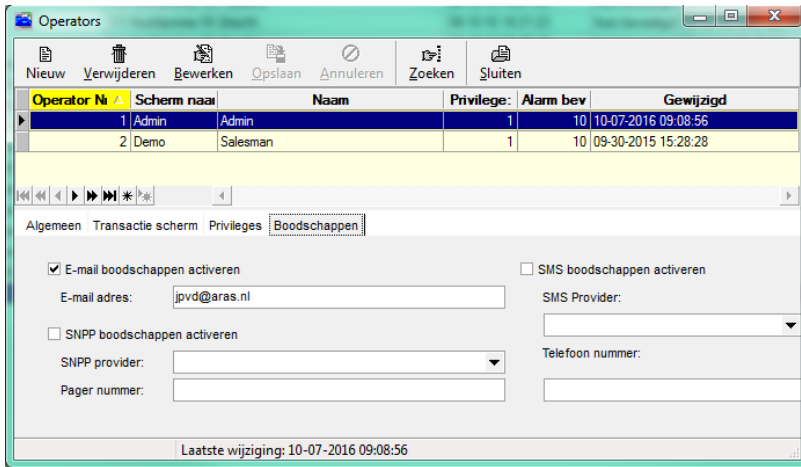 Operators
Nieuw Verwijderen Bewerken Opslaan Annuleren Zoeken Sluiten
Operator Nu Scherm naar Naam Privilege: Alarm bev Gewijzigd
1 Admin Admin 1 10 10-07-2016 09:08:56
2 Demo Salesman 1 10 09-30-2015 15:28:28
Algemeen Transactie scherm Privileges Boodschappen
E-mail boodschappen activeren SMS boodschappen activeren
E-mail adres: jpvd@aras.nl SMS Provider:
SNPP boodschappen activeren
SNPP provider: Telefoon nummer:
Pager nummer:
Laatste wijziging: 10-07-2016 09:08:56